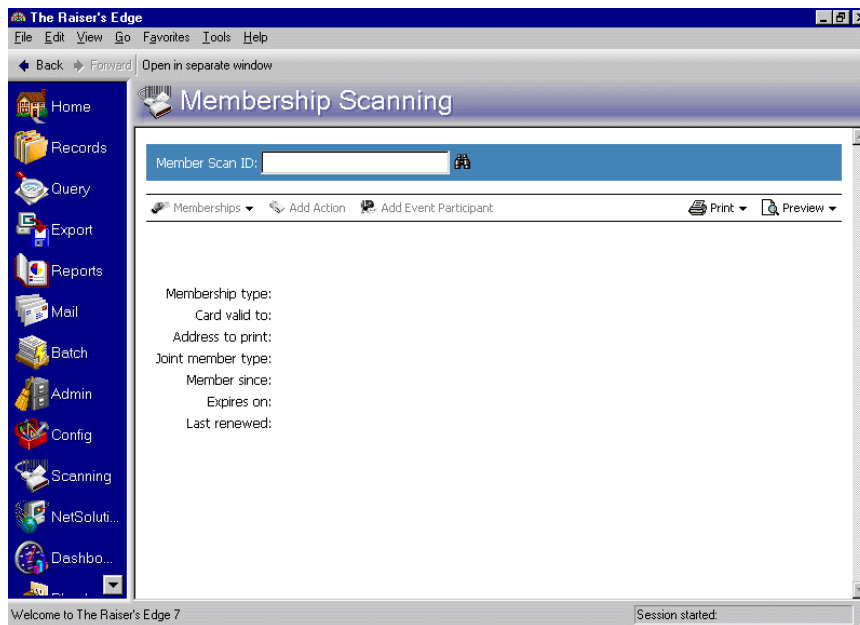 The Raiser's Edge
File Edit View Go Favorites Tools Help
Back Forward Open in separate window
Membership Scanning
Home
Records
Query
Export
Reports
Mail
Batch
Admin
Config
Scanning
NetSoluti...
Dashbo...
Member Scan ID:
Memberships Add Action Add Event Participant Print Preview
Membership type:
Card valid to:
Address to print:
Joint member type:
Member since:
Expires on:
Last renewed:
Welcome to The Raiser's Edge 7 Session started: